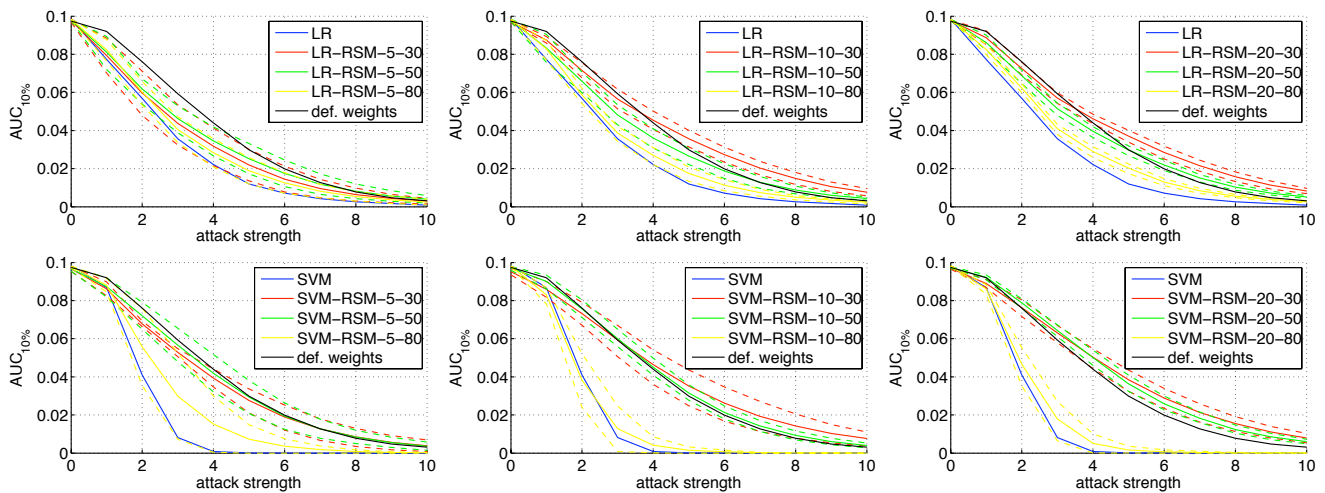 0.1
0.08
0.06
0.04
0.02
0
AUC10%
LR
LR-RSM-5-30
LR-RSM-5-50
LR-RSM-5-80
def. weights
0 2 4 6 8 10
attack strength
0.1
0.08
0.06
0.04
0.02
0
AUC10%
LR
LR-RSM-10-30
LR-RSM-10-50
LR-RSM-10-80
def. weights
0 2 4 6 8 10
attack strength
0.1
0.08
0.06
0.04
0.02
0
AUC10%
LR
LR-RSM-20-30
LR-RSM-20-50
LR-RSM-20-80
def. weights
0 2 4 6 8 10
attack strength
0.1
0.08
0.06
0.04
0.02
0
AUC10%
SVM
SVM-RSM-5-30
SVM-RSM-5-50
SVM-RSM-5-80
def. weights
0 2 4 6 8 10
attack strength
0.1
0.08
0.06
0.04
0.02
0
AUC10%
SVM
SVM-RSM-10-30
SVM-RSM-10-50
SVM-RSM-10-80
def. weights
0 2 4 6 8 10
attack strength
0.1
0.08
0.06
0.04
0.02
0
AUC10%
SVM
SVM-RSM-20-30
SVM-RSM-20-50
SVM-RSM-20-80
def. weights
0 2 4 6 8 10
attack strength